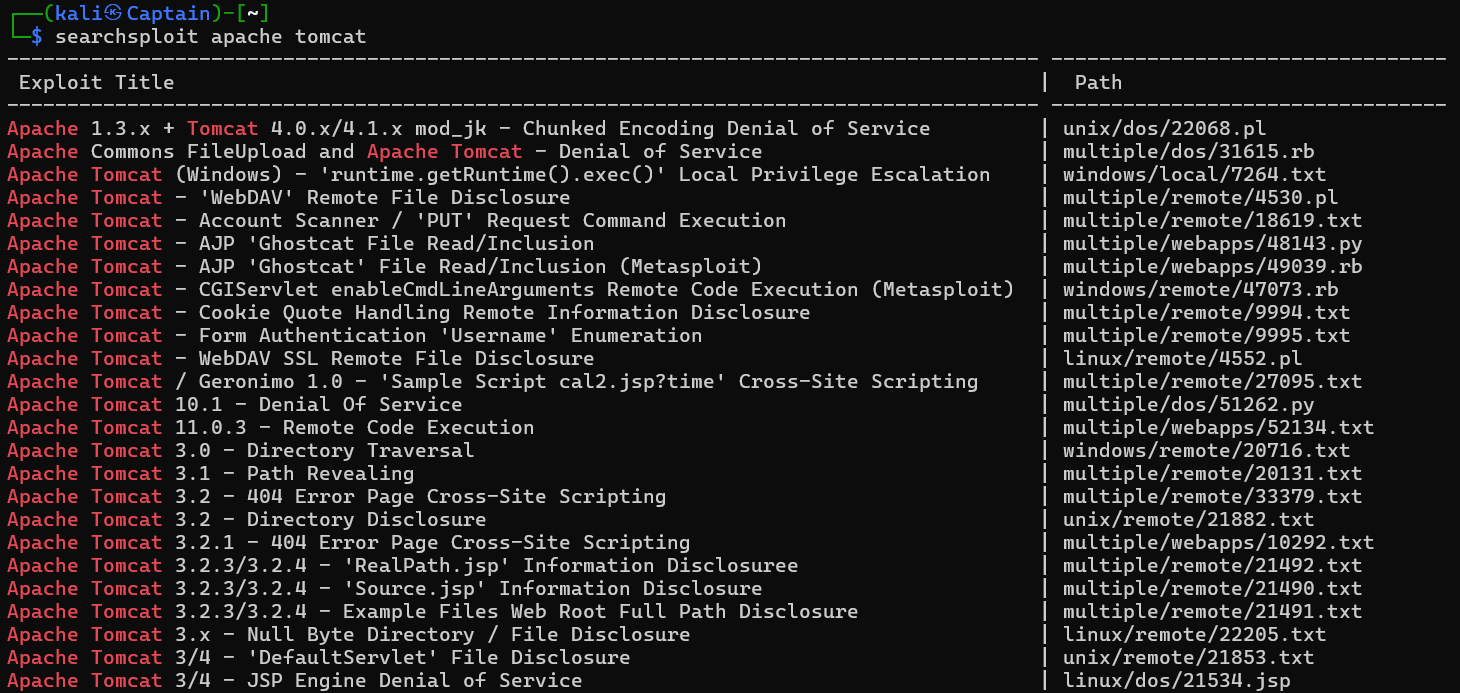 ┌──(kali㉿Captain)-[~]
└─$ searchsploit apache tomcat
------------------------------------------------------------------------------------- ---------------------------------
 Exploit Title                                                                       |  Path
------------------------------------------------------------------------------------- ---------------------------------
Apache 1.3.x + Tomcat 4.0.x/4.1.x mod_jk - Chunked Encoding Denial of Service | unix/dos/22068.pl
Apache Commons FileUpload and Apache Tomcat - Denial of Service | multiple/dos/31615.rb
Apache Tomcat (Windows) - 'runtime.getRuntime().exec()' Local Privilege Escalation | windows/local/7264.txt
Apache Tomcat - 'WebDAV' Remote File Disclosure | multiple/remote/4530.pl
Apache Tomcat - Account Scanner / 'PUT' Request Command Execution | multiple/remote/18619.txt
Apache Tomcat - AJP 'Ghostcat File Read/Inclusion | multiple/webapps/48143.py
Apache Tomcat - AJP 'Ghostcat' File Read/Inclusion (Metasploit) | multiple/webapps/49039.rb
Apache Tomcat - CGIServlet enableCmdLineArguments Remote Code Execution (Metasploit) | windows/remote/47073.rb
Apache Tomcat - Cookie Quote Handling Remote Information Disclosure | multiple/remote/9994.txt
Apache Tomcat - Form Authentication 'Username' Enumeration | multiple/remote/9995.txt
Apache Tomcat - WebDAV SSL Remote File Disclosure | linux/remote/4552.pl
Apache Tomcat / Geronimo 1.0 - 'Sample Script cal2.jsp?time' Cross-Site Scripting | multiple/remote/27095.txt
Apache Tomcat 10.1 - Denial Of Service | multiple/dos/51262.py
Apache Tomcat 11.0.3 - Remote Code Execution | multiple/webapps/52134.txt
Apache Tomcat 3.0 - Directory Traversal | windows/remote/20716.txt
Apache Tomcat 3.1 - Path Revealing | multiple/remote/20131.txt
Apache Tomcat 3.2 - 404 Error Page Cross-Site Scripting | multiple/remote/33379.txt
Apache Tomcat 3.2 - Directory Disclosure | unix/remote/21882.txt
Apache Tomcat 3.2.1 - 404 Error Page Cross-Site Scripting | multiple/webapps/10292.txt
Apache Tomcat 3.2.3/3.2.4 - 'RealPath.jsp' Information Disclosuree | multiple/remote/21492.txt
Apache Tomcat 3.2.3/3.2.4 - 'Source.jsp' Information Disclosure | multiple/remote/21490.txt
Apache Tomcat 3.2.3/3.2.4 - Example Files Web Root Full Path Disclosure | multiple/remote/21491.txt
Apache Tomcat 3.x - Null Byte Directory / File Disclosure | linux/remote/22205.txt
Apache Tomcat 3/4 - 'DefaultServlet' File Disclosure | unix/remote/21853.txt
Apache Tomcat 3/4 - JSP Engine Denial of Service | linux/dos/21534.jsp